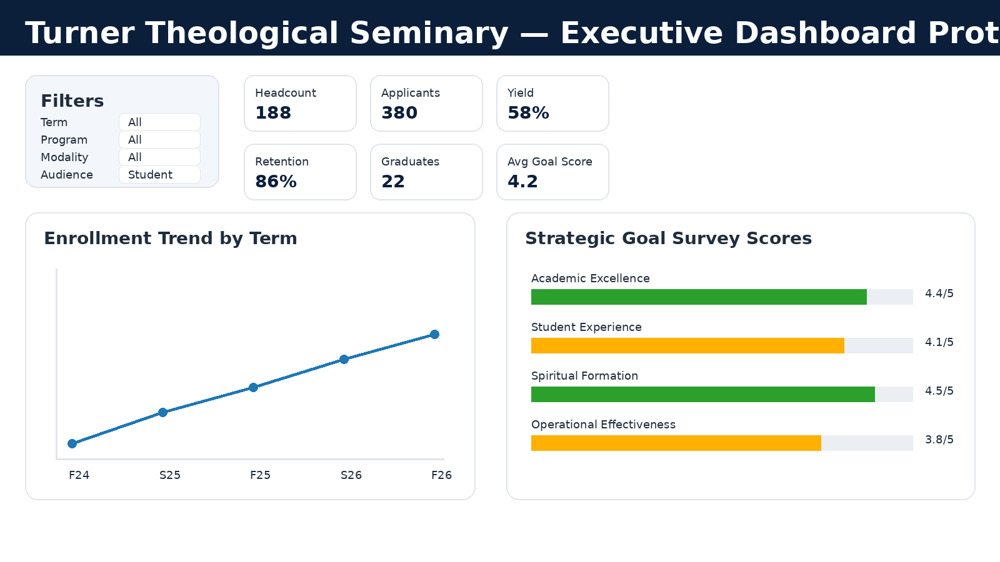 Turner Theological Seminary — Executive Dashboard Prot
Filters
Term All
Program All
Modality All
Audience Student
Headcount
188
Applicants
380
Yield
58%
Retention
86%
Graduates
22
Avg Goal Score
4.2
Enrollment Trend by Term
F24 S25 F25 S26 F26
Strategic Goal Survey Scores
Academic Excellence
4.4/5
Student Experience
4.1/5
Spiritual Formation
4.5/5
Operational Effectiveness
3.8/5